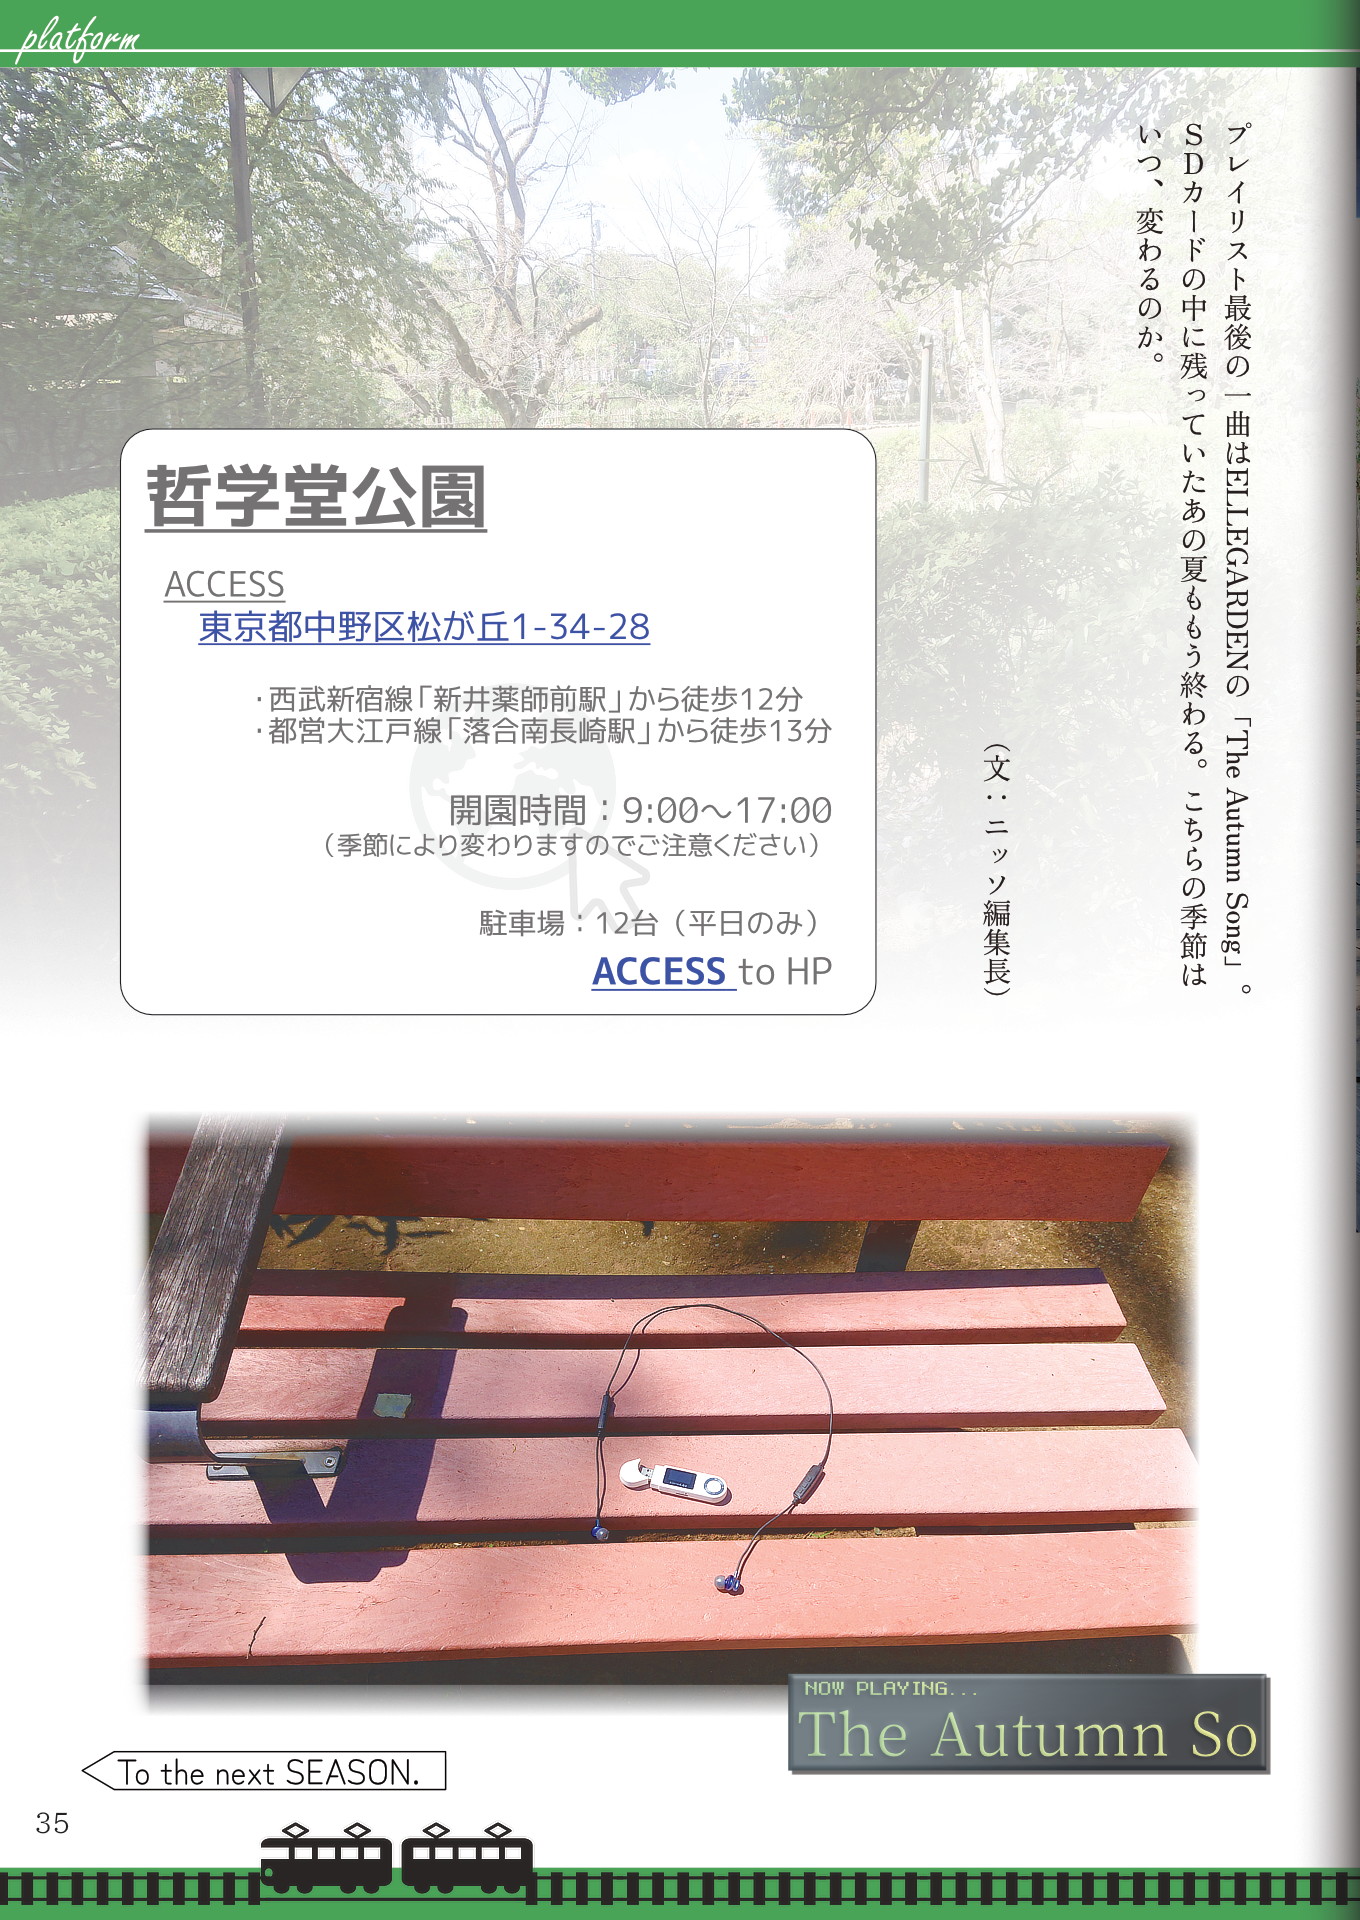 platform
プレイリスト最後の一曲はELLEGARDENの「The Autumn Song」。
SDカードの中に残っていたあの夏ももう終わる。こちらの季節は
いつ、変わるのか。
（文：ニッソ編集長）
哲学堂公園
ACCESS
東京都中野区松が丘1-34-28
・西武新宿線「新井薬師前駅」から徒歩12分
・都営大江戸線「落合南長崎駅」から徒歩13分
開園時間：9:00～17:00
（季節により変わりますのでご注意ください）
駐車場：12台（平日のみ）
ACCESS to HP
NOW PLAYING...
The Autumn So
To the next SEASON.
35